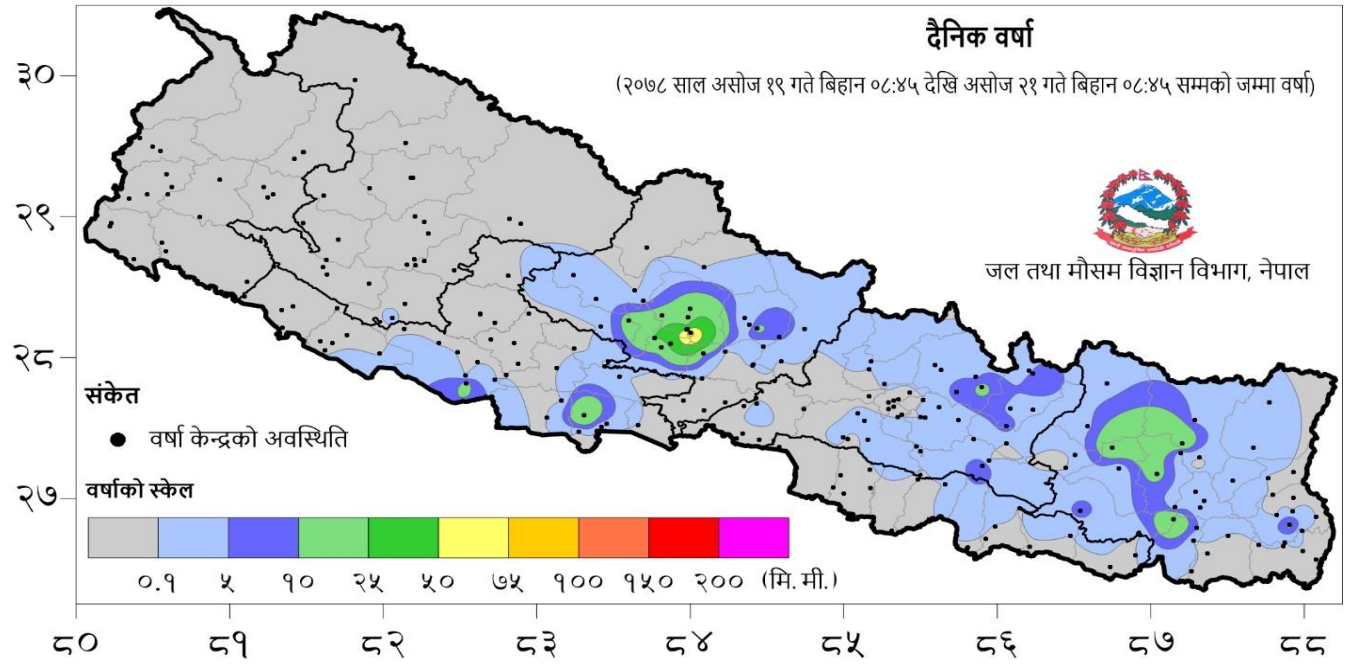 दैनिक वर्षा
(२०७८ साल असोज १९ गते बिहान ०८:४५ देखि असोज २१ गते बिहान ०८:४५ सम्मको जम्मा वर्षा)
जल तथा मौसम विज्ञान विभाग, नेपाल
३०
२९
२८
२७
संकेत
वर्षा केन्द्रको अवस्थिति
वर्षाको स्केल
०.१ ५ १० २५ ५० ७५ १०० १५० २०० (मि. मी.)
८० ८१ ८२ ८३ ८४ ८५ ८६ ८७ ८८